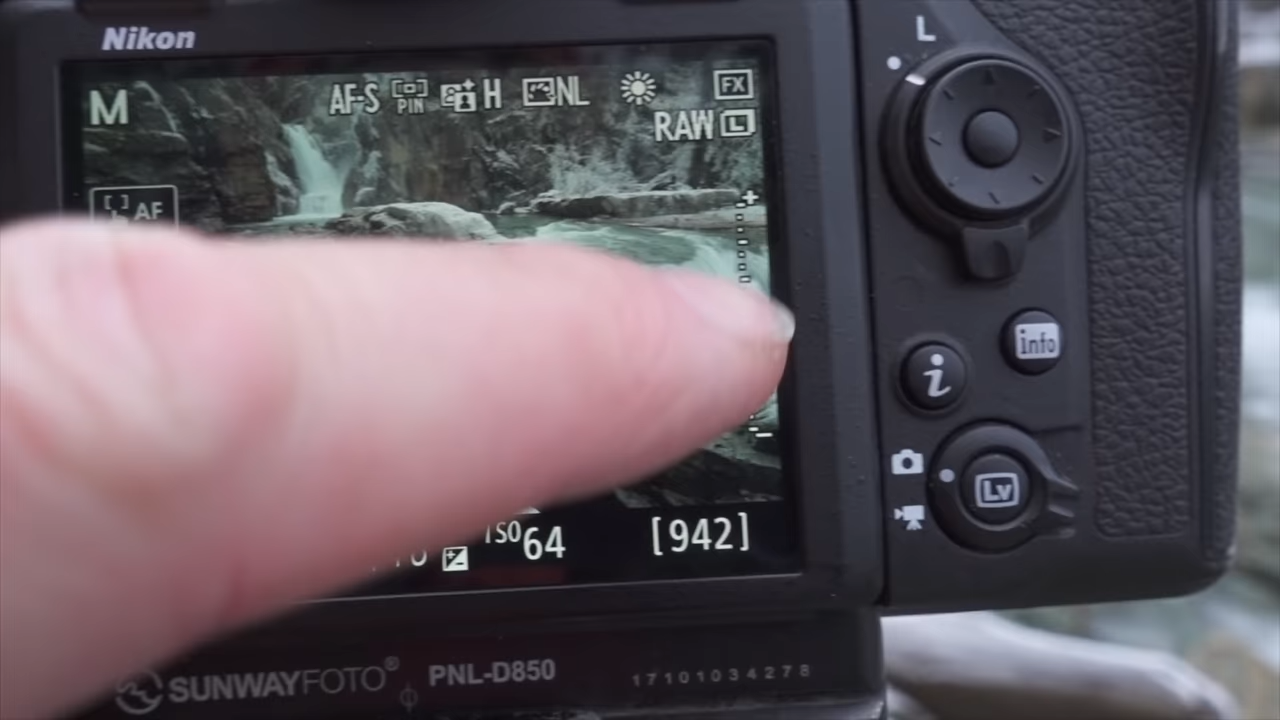 Nikon
L
M
AF-S PIN H NL FX
RAW L
AF
+
info
i
-
Lv
ISO 64 [942]
SUNWAYFOTO® PNL-D850 17101034278